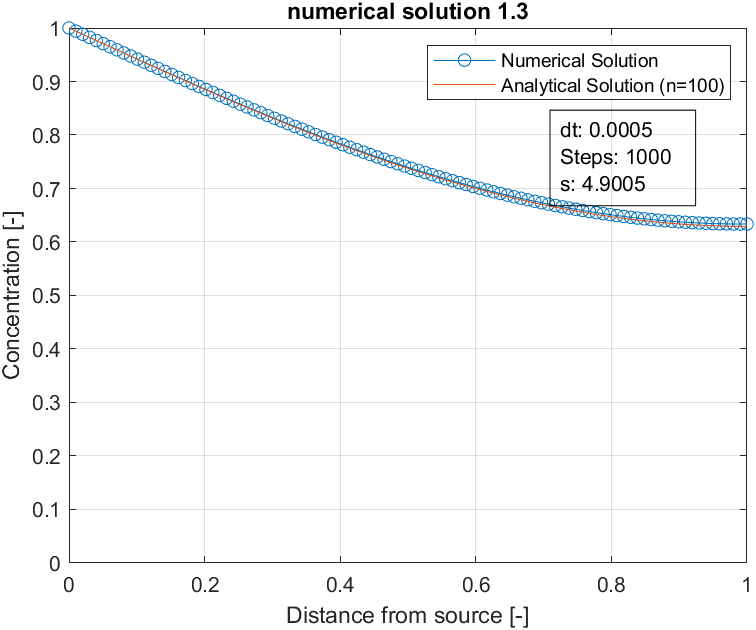 numerical solution 1.3
Numerical Solution
Analytical Solution (n=100)
dt: 0.0005
Steps: 1000
s: 4.9005
Concentration [-]
1
0.9
0.8
0.7
0.6
0.5
0.4
0.3
0.2
0.1
0
0 0.2 0.4 0.6 0.8 1
Distance from source [-]